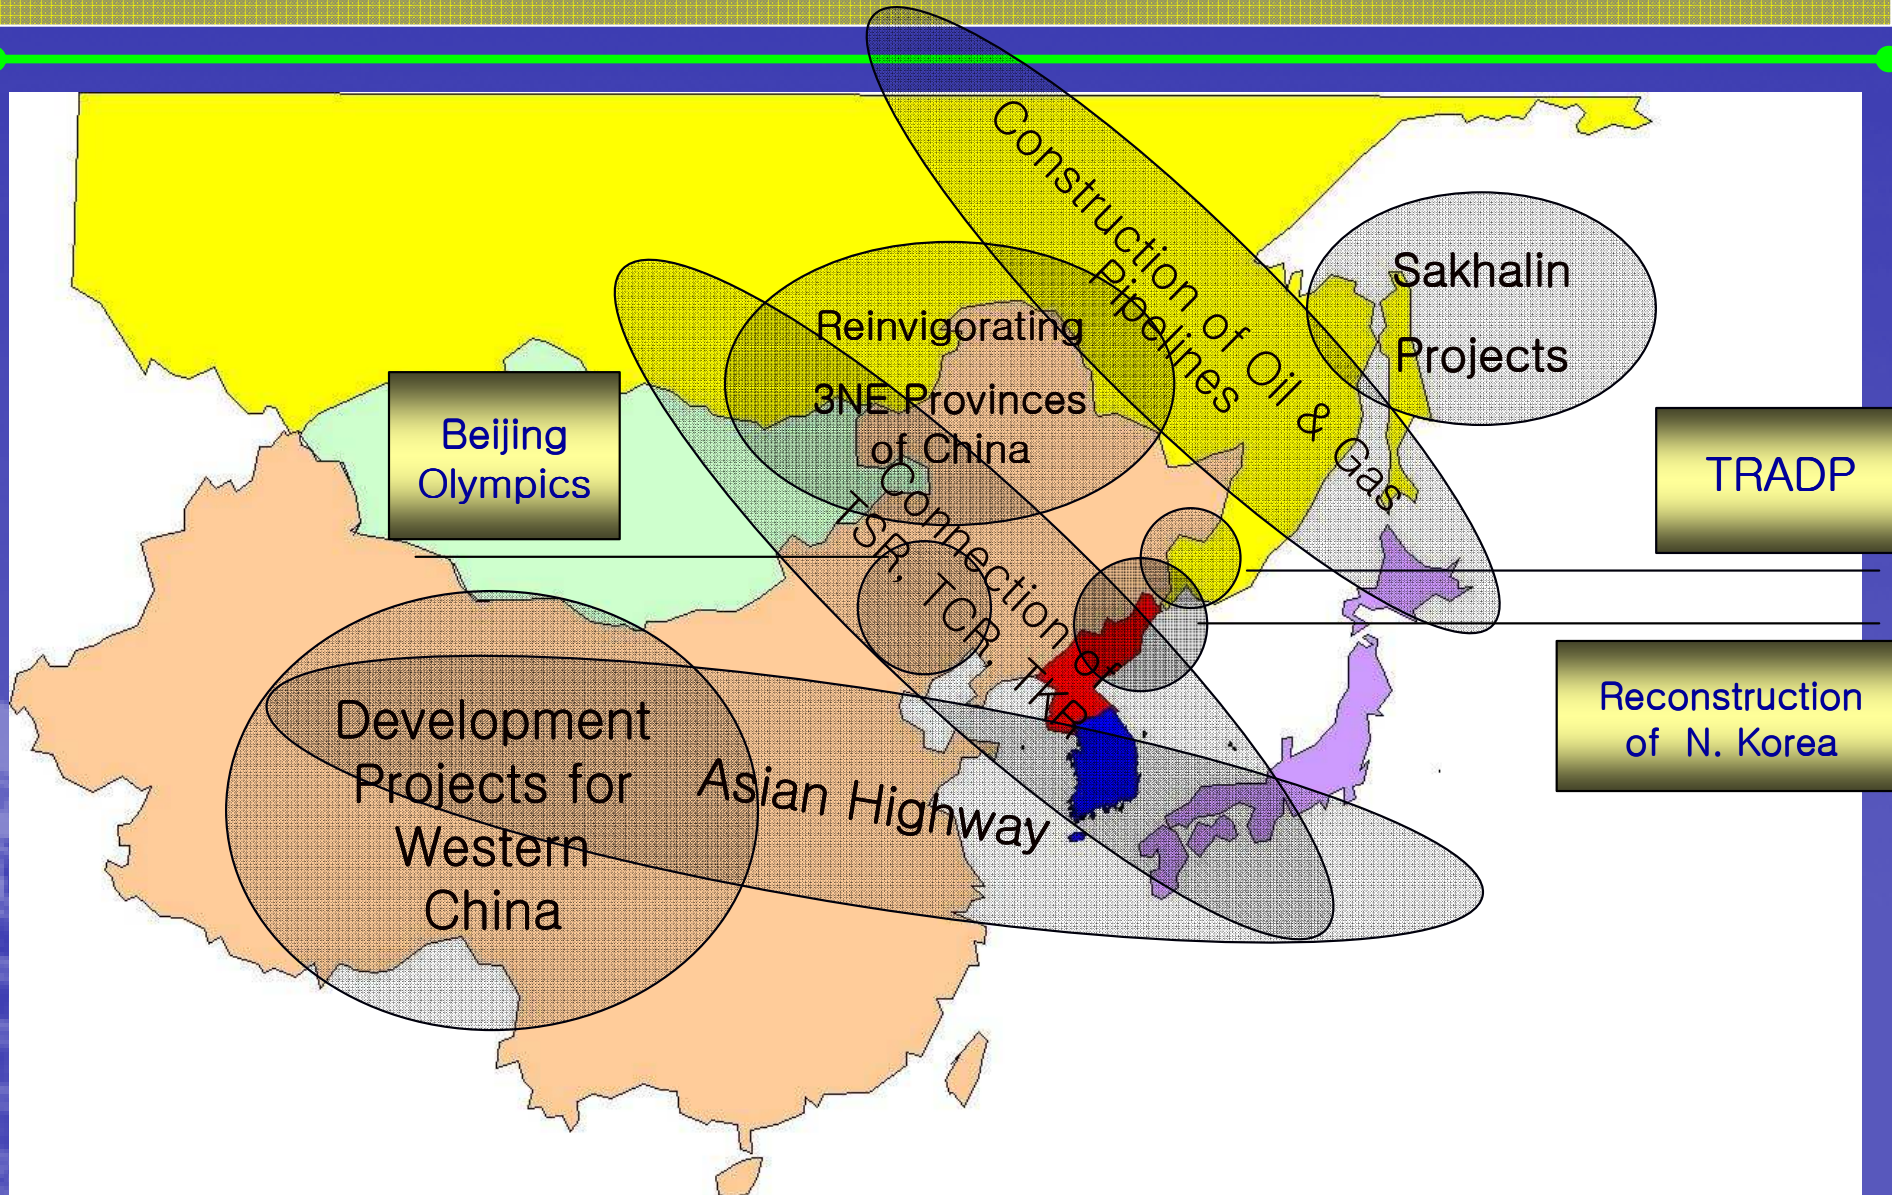 Construction of Oil & Gas
Pipelines
Sakhalin
Projects
Reinvigorating
3NE Provinces
of China
Beijing
Olympics
TRADP
Connection of
TSR, TCR, TKR
Reconstruction
of N. Korea
Development
Projects for
Western
China
Asian Highway